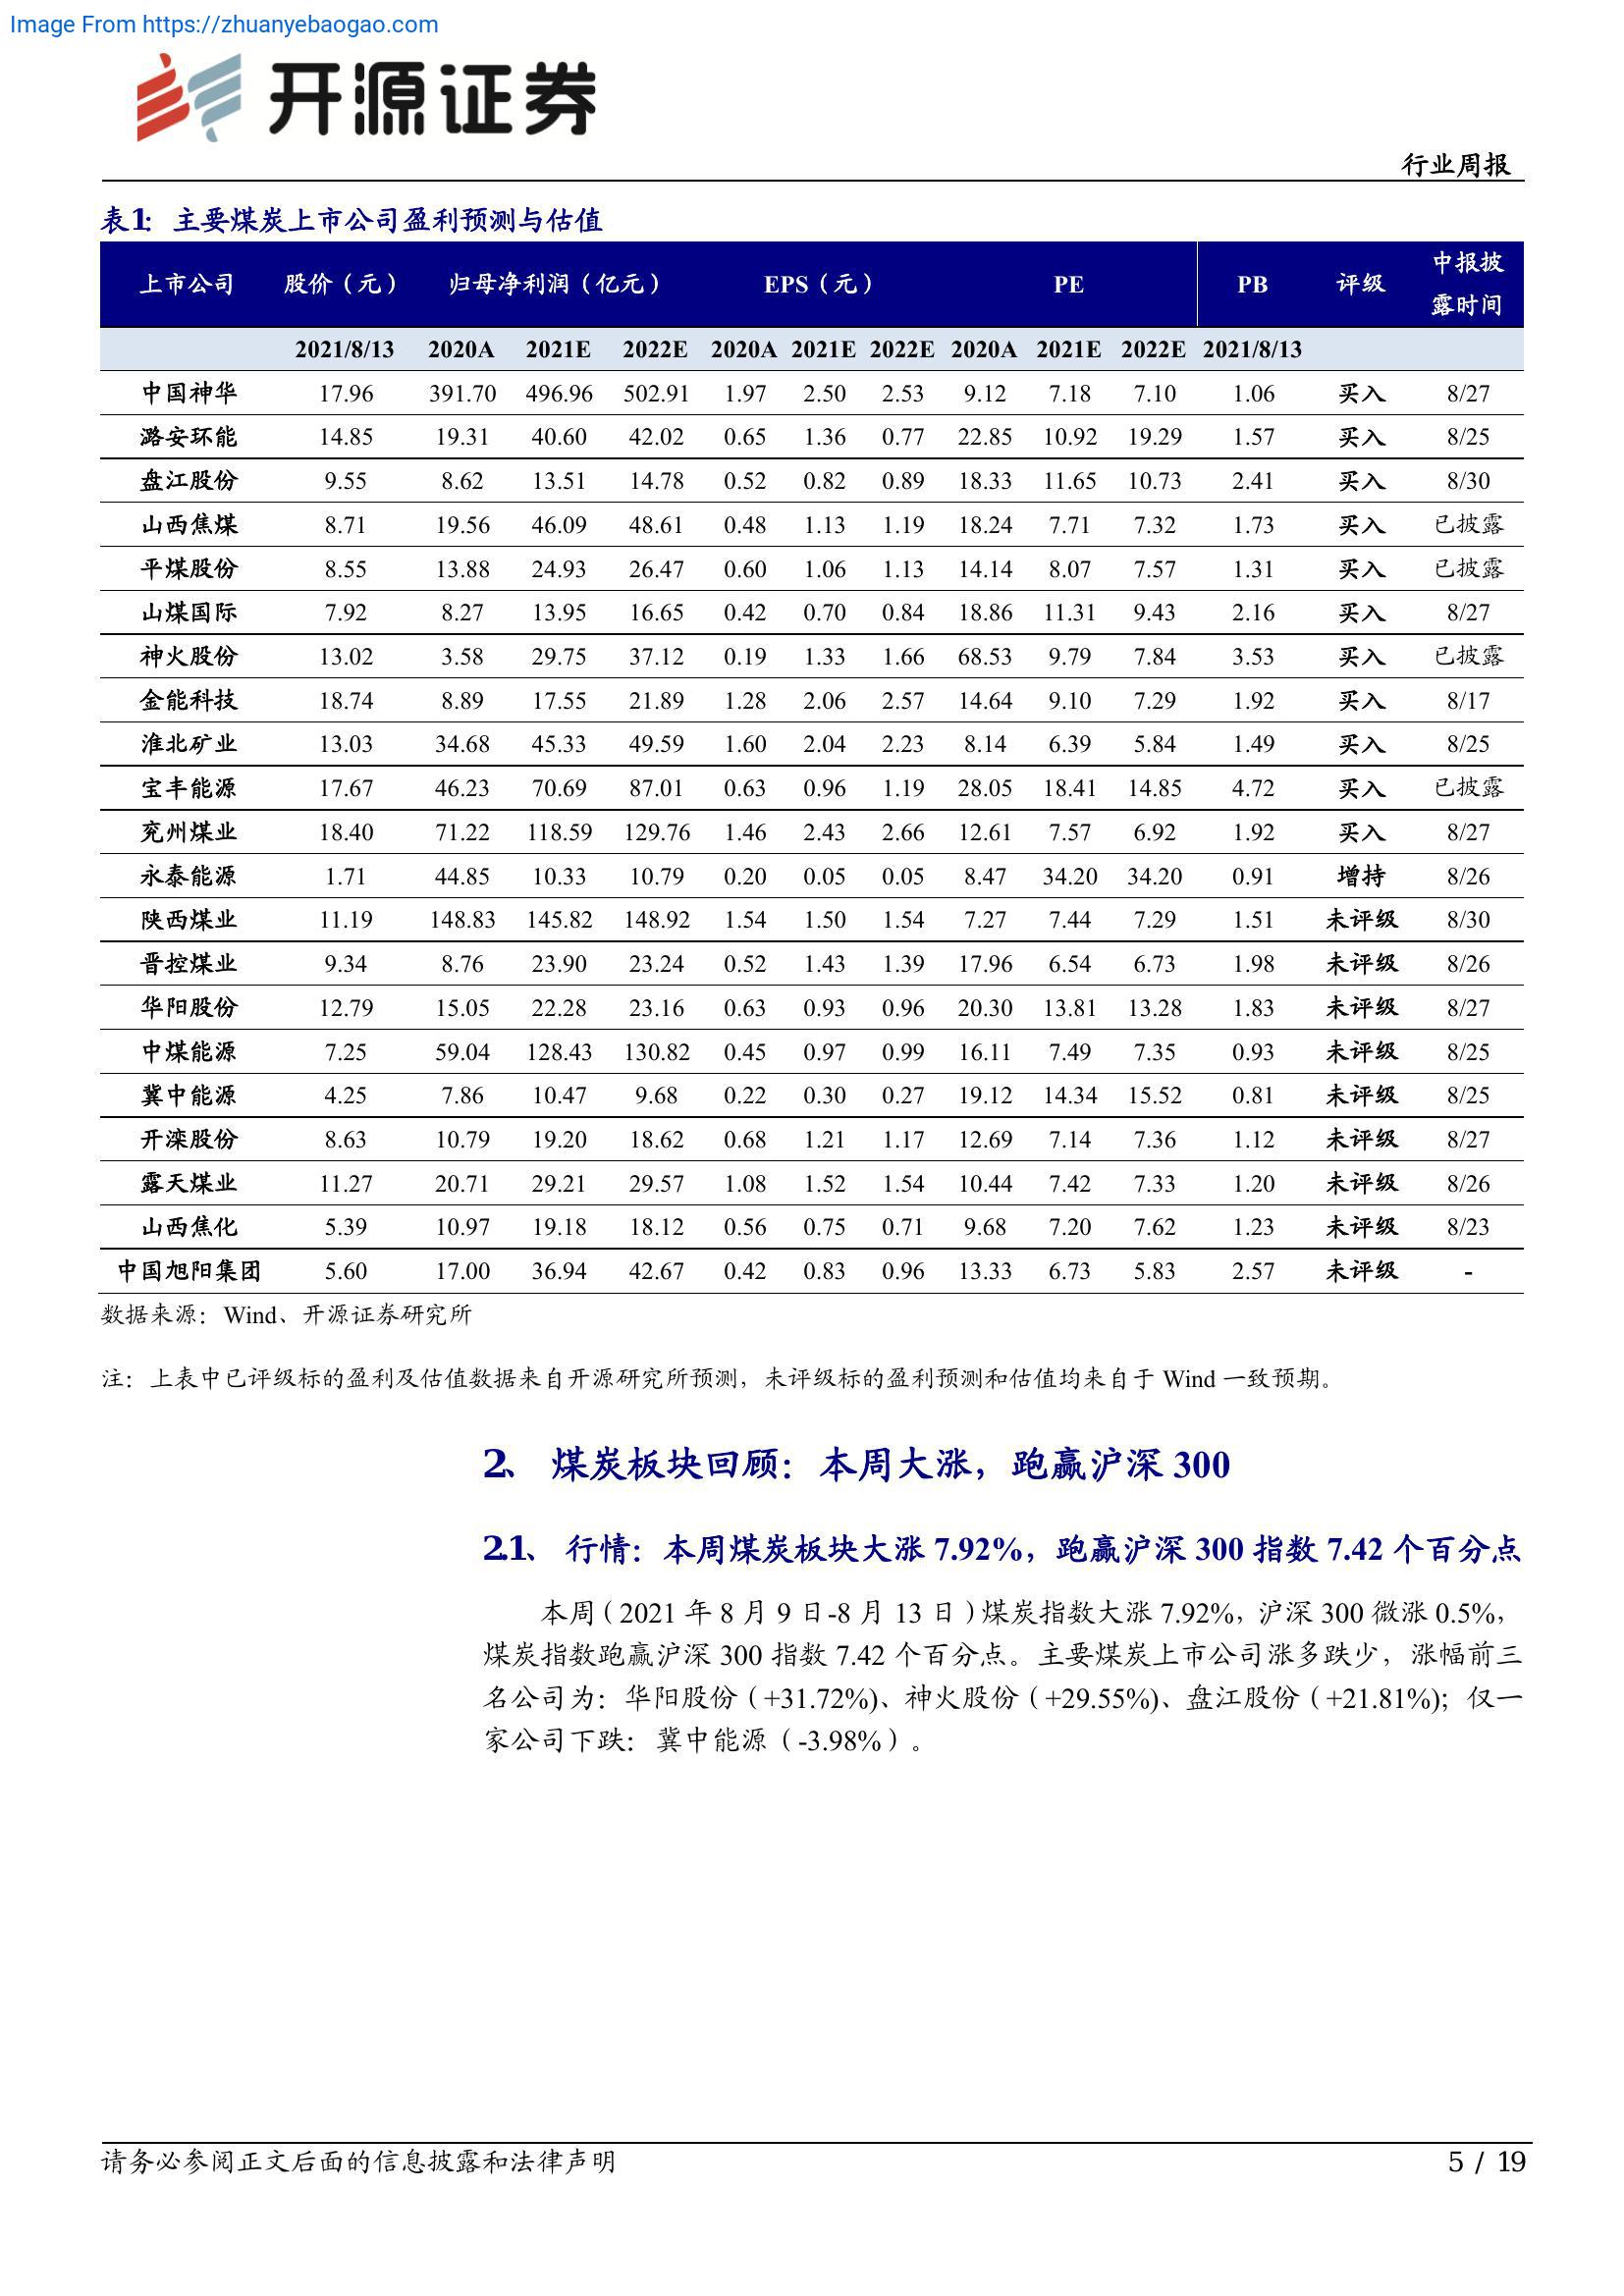 Image From https://zhuanyebaogao.com
开源证券
行业周报
表1: 主要煤炭上市公司盈利预测与估值
上市公司 股价（元） 归母净利润（亿元） EPS（元） PE PB 评级 中报披露时间
2021/8/13 2020A 2021E 2022E 2020A 2021E 2022E 2020A 2021E 2022E 2021/8/13
中国神华 17.96 391.70 496.96 502.91 1.97 2.50 2.53 9.12 7.18 7.10 1.06 买入 8/27
潞安环能 14.85 19.31 40.60 42.02 0.65 1.36 0.77 22.85 10.92 19.29 1.57 买入 8/25
盘江股份 9.55 8.62 13.51 14.78 0.52 0.82 0.89 18.33 11.65 10.73 2.41 买入 8/30
山西焦煤 8.71 19.56 46.09 48.61 0.48 1.13 1.19 18.24 7.71 7.32 1.73 买入 已披露
平煤股份 8.55 13.88 24.93 26.47 0.60 1.06 1.13 14.14 8.07 7.57 1.31 买入 已披露
山煤国际 7.92 8.27 13.95 16.65 0.42 0.70 0.84 18.86 11.31 9.43 2.16 买入 8/27
神火股份 13.02 3.58 29.75 37.12 0.19 1.33 1.66 68.53 9.79 7.84 3.53 买入 已披露
金能科技 18.74 8.89 17.55 21.89 1.28 2.06 2.57 14.64 9.10 7.29 1.92 买入 8/17
淮北矿业 13.03 34.68 45.33 49.59 1.60 2.04 2.23 8.14 6.39 5.84 1.49 买入 8/25
宝丰能源 17.67 46.23 70.69 87.01 0.63 0.96 1.19 28.05 18.41 14.85 4.72 买入 已披露
兖州煤业 18.40 71.22 118.59 129.76 1.46 2.43 2.66 12.61 7.57 6.92 1.92 买入 8/27
永泰能源 1.71 44.85 10.33 10.79 0.20 0.05 0.05 8.47 34.20 34.20 0.91 增持 8/26
陕西煤业 11.19 148.83 145.82 148.92 1.54 1.50 1.54 7.27 7.44 7.29 1.51 未评级 8/30
晋控煤业 9.34 8.76 23.90 23.24 0.52 1.43 1.39 17.96 6.54 6.73 1.98 未评级 8/26
华阳股份 12.79 15.05 22.28 23.16 0.63 0.93 0.96 20.30 13.81 13.28 1.83 未评级 8/27
中煤能源 7.25 59.04 128.43 130.82 0.45 0.97 0.99 16.11 7.49 7.35 0.93 未评级 8/25
冀中能源 4.25 7.86 10.47 9.68 0.22 0.30 0.27 19.12 14.34 15.52 0.81 未评级 8/25
开滦股份 8.63 10.79 19.20 18.62 0.68 1.21 1.17 12.69 7.14 7.36 1.12 未评级 8/27
露天煤业 11.27 20.71 29.21 29.57 1.08 1.52 1.54 10.44 7.42 7.33 1.20 未评级 8/26
山西焦化 5.39 10.97 19.18 18.12 0.56 0.75 0.71 9.68 7.20 7.62 1.23 未评级 8/23
中国旭阳集团 5.60 17.00 36.94 42.67 0.42 0.83 0.96 13.33 6.73 5.83 2.57 未评级 -
数据来源：Wind、开源证券研究所
注：上表中已评级标的盈利及估值数据来自开源研究所预测，未评级标的盈利预测和估值均来自于 Wind 一致预期。
2、 煤炭板块回顾：本周大涨，跑赢沪深 300
2.1、 行情：本周煤炭板块大涨 7.92%，跑赢沪深 300 指数 7.42 个百分点
本周（2021 年 8 月 9 日-8 月 13 日）煤炭指数大涨 7.92%，沪深 300 微涨 0.5%，
煤炭指数跑赢沪深 300 指数 7.42 个百分点。主要煤炭上市公司涨多跌少，涨幅前三
名公司为：华阳股份（+31.72%）、神火股份（+29.55%）、盘江股份（+21.81%）；仅一
家公司下跌：冀中能源（-3.98%）。
请务必参阅正文后面的信息披露和法律声明
5 / 19